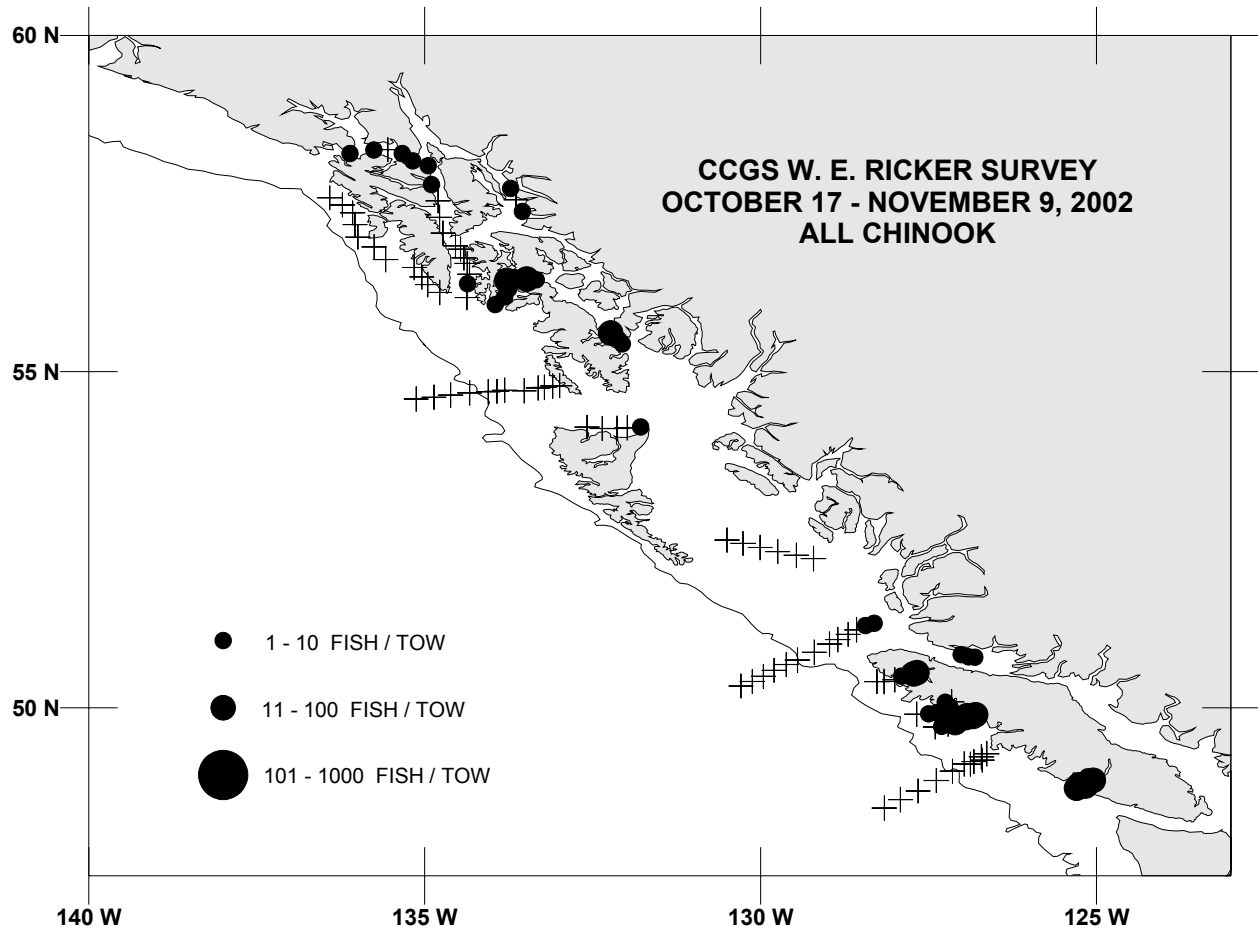 60 N
CCGS W. E. RICKER SURVEY
OCTOBER 17 - NOVEMBER 9, 2002
ALL CHINOOK
55 N
1 - 10 FISH / TOW
11 - 100 FISH / TOW
101 - 1000 FISH / TOW
50 N
140 W
135 W
130 W
125 W